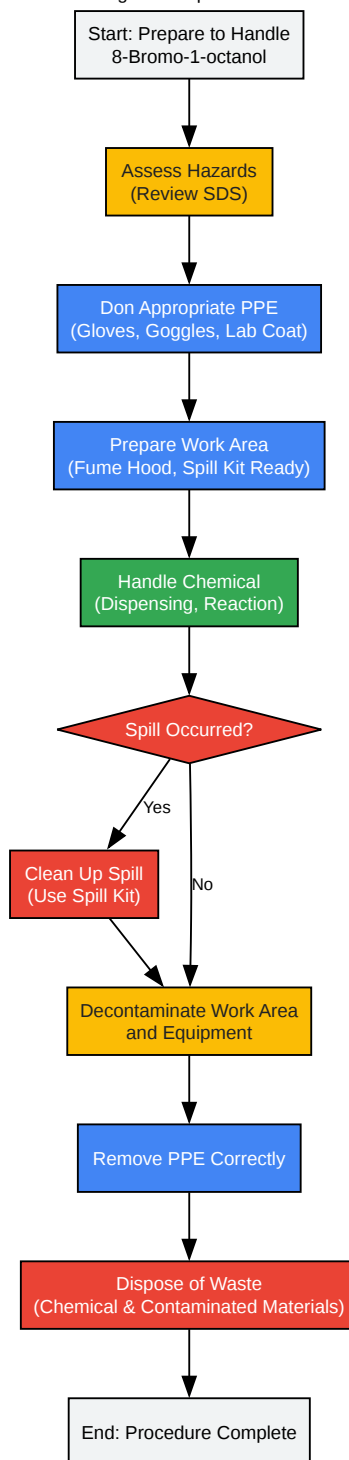 Start: Prepare to Handle
8-Bromo-1-octanol
Assess Hazards
(Review SDS)
Don Appropriate PPE
(Gloves, Goggles, Lab Coat)
Prepare Work Area
(Fume Hood, Spill Kit Ready)
Handle Chemical
(Dispensing, Reaction)
Spill Occurred?
Yes
Clean Up Spill
(Use Spill Kit)
No
Decontaminate Work Area
and Equipment
Remove PPE Correctly
Dispose of Waste
(Chemical & Contaminated Materials)
End: Procedure Complete